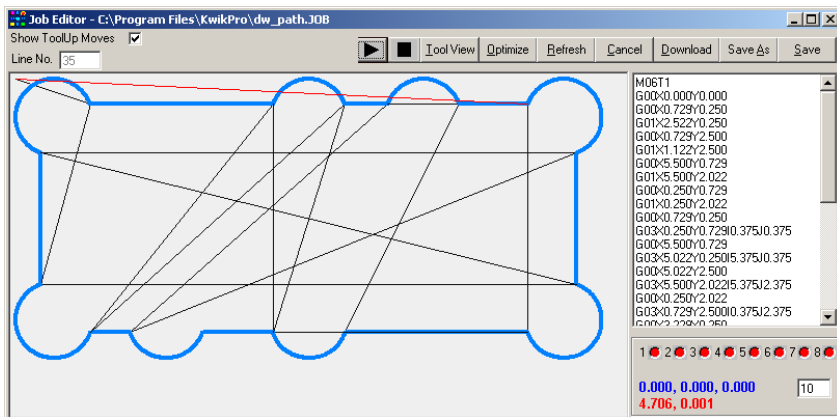 Job Editor - C:\Program Files\KwikPro\dw_path.JOB
Show ToolUp Moves
Line No. 35
Tool View Optimize Refresh Cancel Download Save As Save
M06T1
G00X0.000Y0.000
G00X0.729Y0.250
G01X2.522Y0.250
G00X0.729Y2.500
G01X1.122Y2.500
G00X5.500Y0.729
G01X5.500Y2.022
G00X0.250Y0.729
G01X0.250Y2.022
G00X0.729Y0.250
G03X0.250Y0.729I0.375J0.375
G00X5.500Y0.729
G03X5.022Y0.250I5.375J0.375
G00X5.022Y2.500
G03X5.500Y2.022I5.375J2.375
G00X0.250Y2.022
G03X0.729Y2.500I0.375J2.375
G00X3.229Y0.250
1 2 3 4 5 6 7 8
0.000, 0.000, 0.000 10
4.706, 0.001